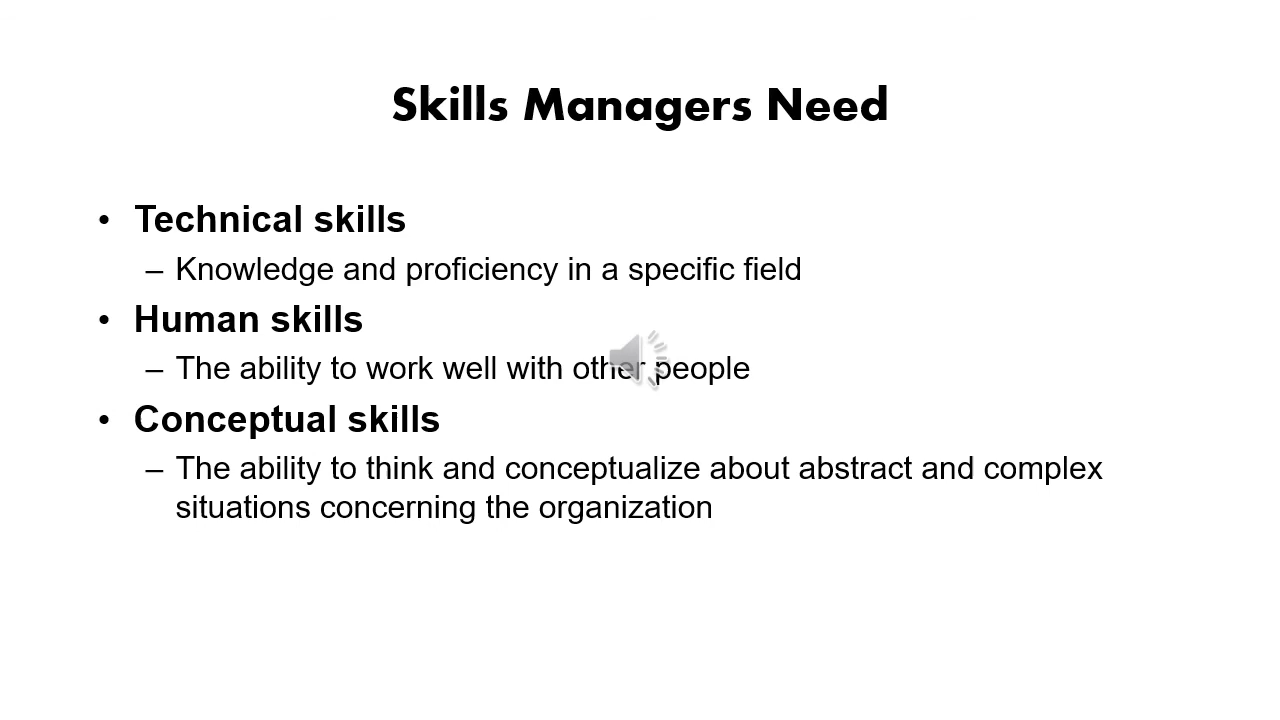 Skills Managers Need
• Technical skills
– Knowledge and proficiency in a specific field
• Human skills
– The ability to work well with other people
• Conceptual skills
– The ability to think and conceptualize about abstract and complex
situations concerning the organization